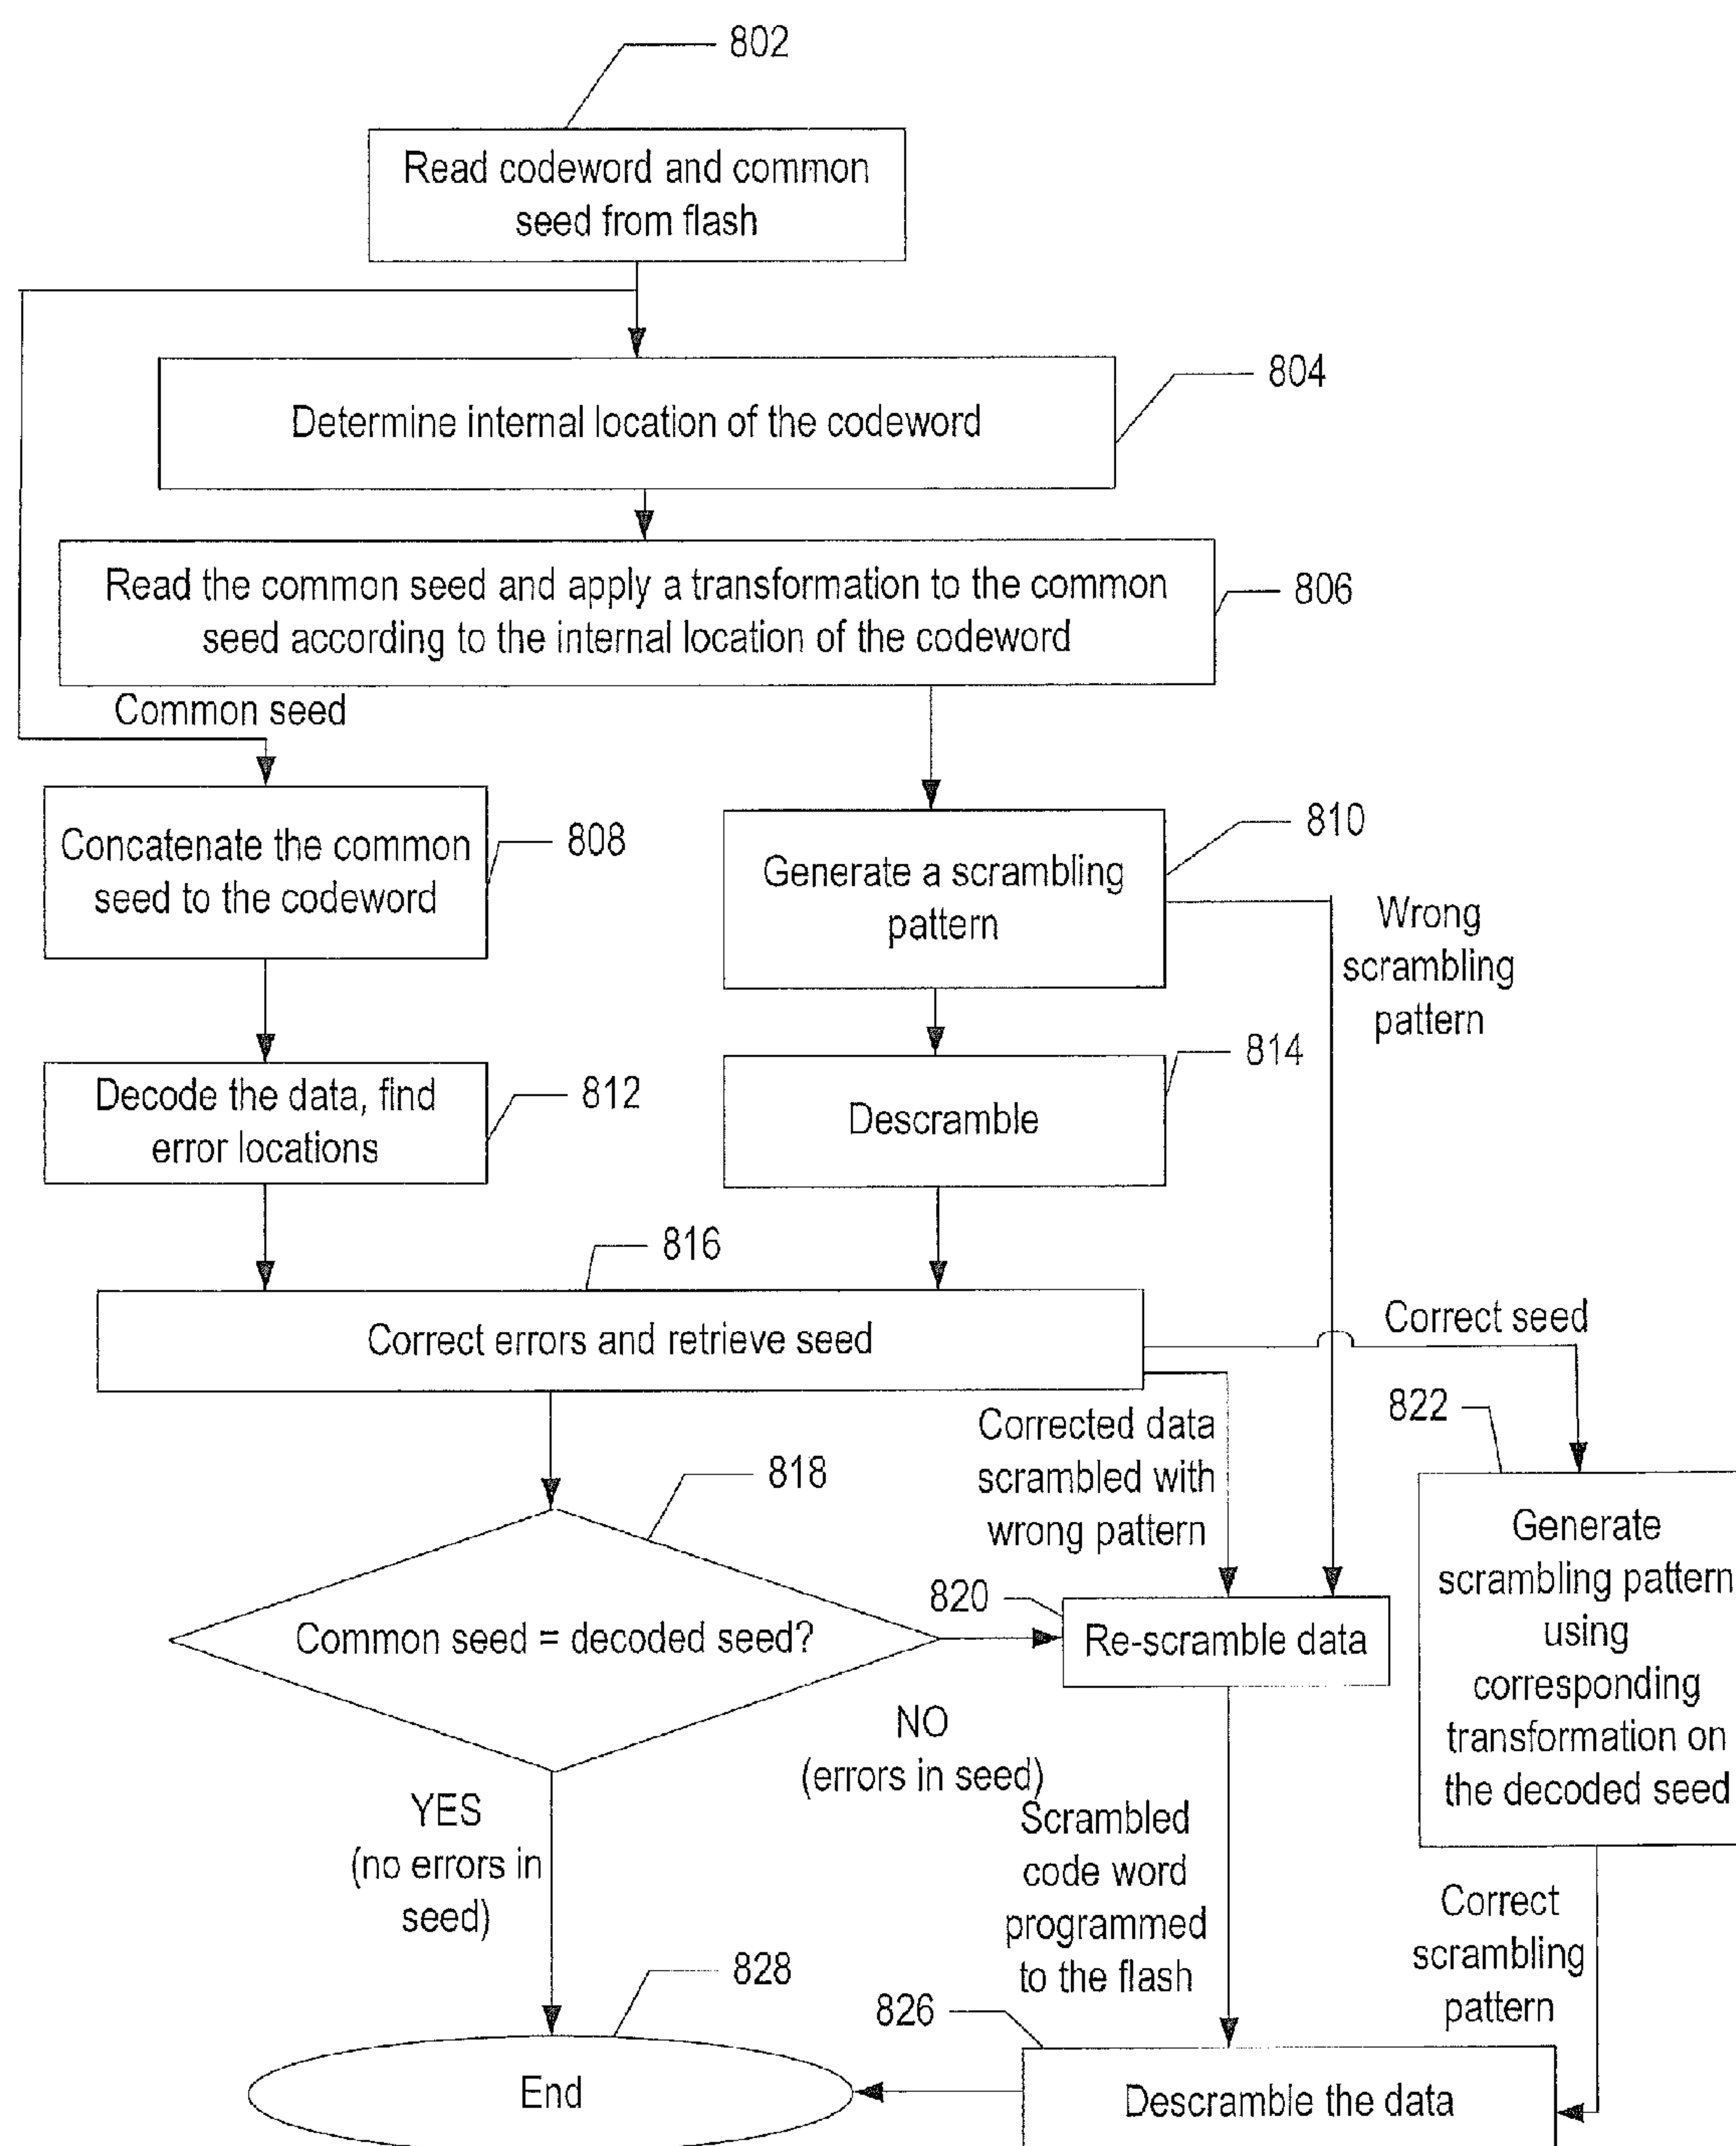 802
Read codeword and common
seed from flash
804
Determine internal location of the codeword
806
Read the common seed and apply a transformation to the common
seed according to the internal location of the codeword
Common seed
808
Concatenate the common
seed to the codeword
810
Generate a scrambling
pattern
Wrong
scrambling
pattern
812
Decode the data, find
error locations
814
Descramble
816
Correct errors and retrieve seed
Correct seed
Corrected data
scrambled with
wrong pattern
818
Common seed = decoded seed?
820
Re-scramble data
822
Generate
scrambling pattern
using
corresponding
transformation on
the decoded seed
NO
(errors in seed)
YES
(no errors in
seed)
Scrambled
code word
programmed
to the flash
Correct
scrambling
pattern
828
End
826
Descramble the data